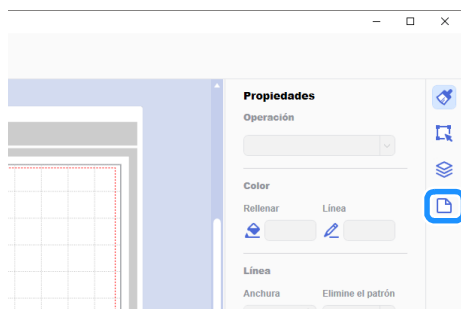 Propiedades
Operación
Color
Rellenar Línea
Línea
Anchura Elimine el patrón